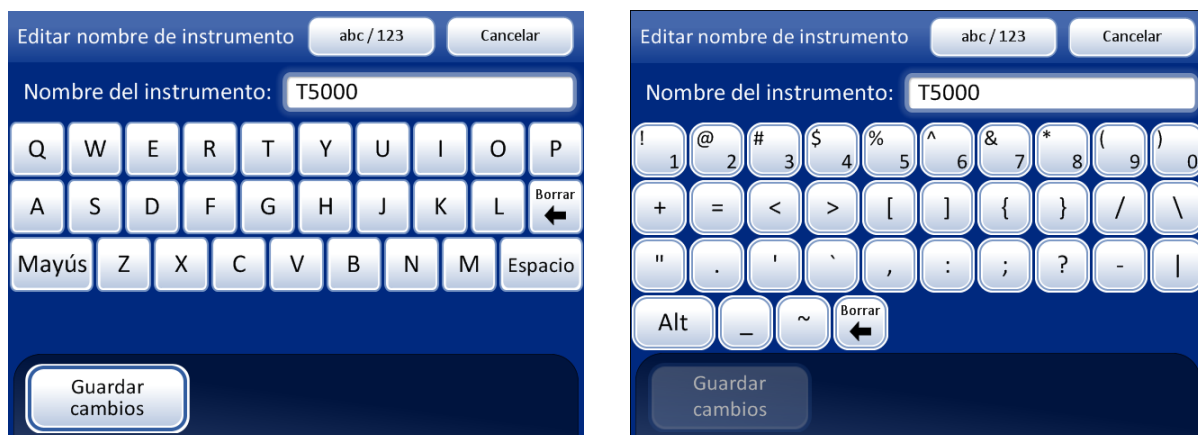 Editar nombre de instrumento abc / 123 Cancelar
Nombre del instrumento: T5000
Q W E R T Y U I O P
A S D F G H J K L Borrar
Mayús Z X C V B N M Espacio
Guardar
cambios
Editar nombre de instrumento abc / 123 Cancelar
Nombre del instrumento: T5000
! 1 @ 2 # 3 $ 4 % 5 ^ 6 & 7 * 8 ( 9 ) 0
+ = < > [ ] { } / \
" . ' ` , : ; ? - |
Alt _ ~ Borrar
Guardar
cambios